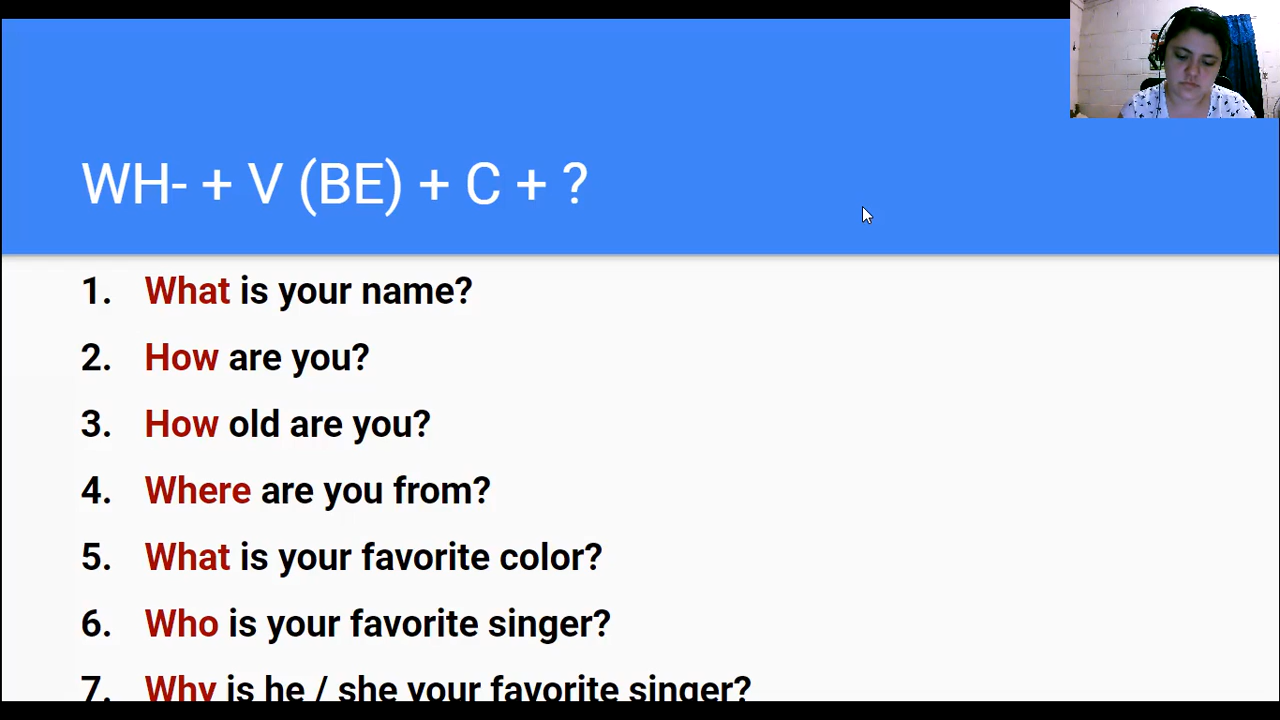 WH- + V (BE) + C + ?
1. What is your name?
2. How are you?
3. How old are you?
4. Where are you from?
5. What is your favorite color?
6. Who is your favorite singer?
7. Why is he / she your favorite singer?